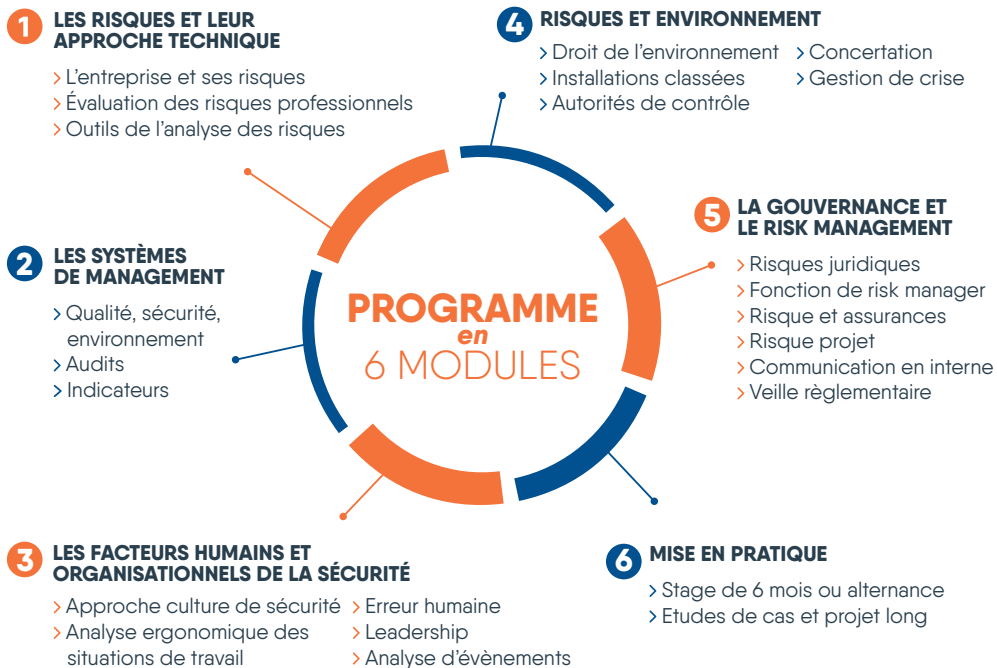 1 LES RISQUES ET LEUR
APPROCHE TECHNIQUE
> L'entreprise et ses risques
> Évaluation des risques professionnels
> Outils de l'analyse des risques
2 LES SYSTÈMES
DE MANAGEMENT
> Qualité, sécurité,
environnement
> Audits
> Indicateurs
3 LES FACTEURS HUMAINS ET
ORGANISATIONNELS DE LA SÉCURITÉ
> Approche culture de sécurité
> Analyse ergonomique des
situations de travail
> Erreur humaine
> Leadership
> Analyse d'évènements
4 RISQUES ET ENVIRONNEMENT
> Droit de l'environnement
> Installations classées
> Autorités de contrôle
> Concertation
> Gestion de crise
5 LA GOUVERNANCE ET
LE RISK MANAGEMENT
> Risques juridiques
> Fonction de risk manager
> Risque et assurances
> Risque projet
> Communication en interne
> Veille règlementaire
6 MISE EN PRATIQUE
> Stage de 6 mois ou alternance
> Etudes de cas et projet long
PROGRAMME
en
6 MODULES